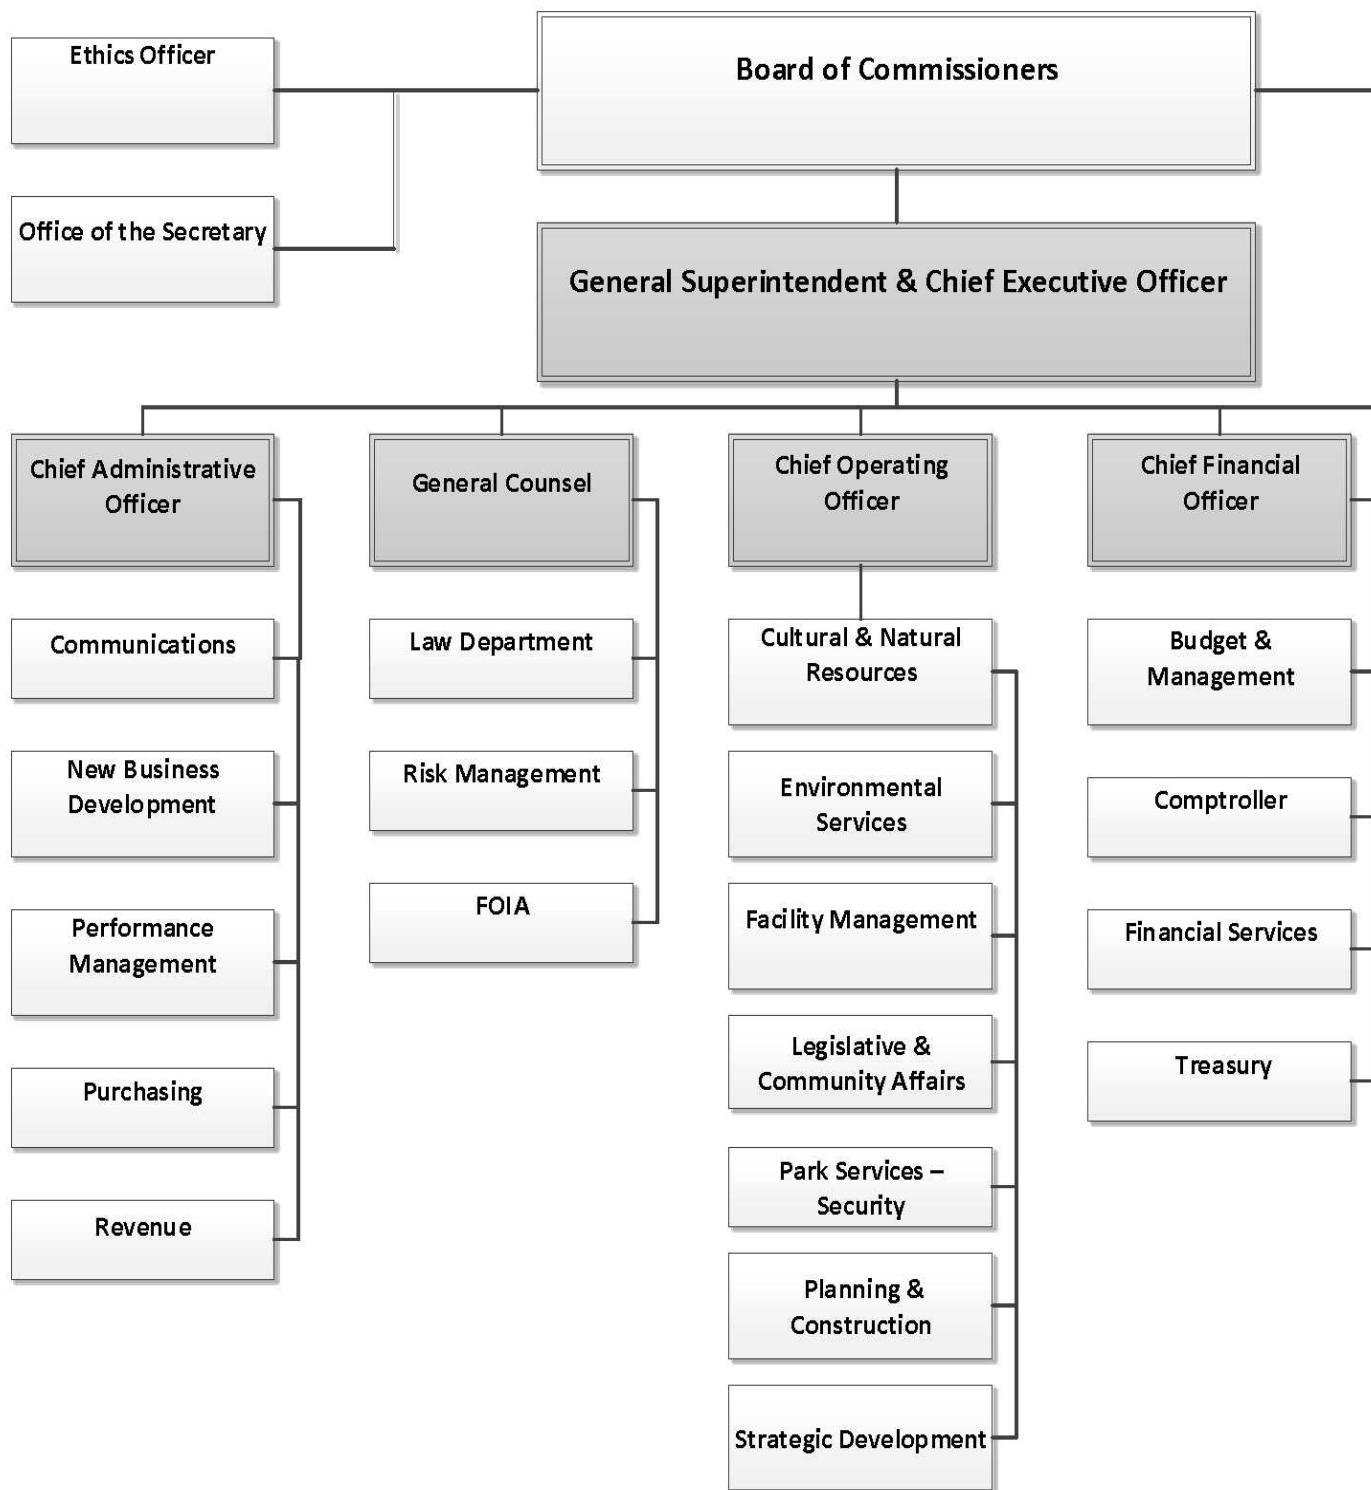 Ethics Officer
Board of Commissioners
Office of the Secretary
General Superintendent & Chief Executive Officer
Chief Administrative
Officer
General Counsel
Chief Operating
Officer
Chief Financial
Officer
Communications
New Business
Development
Performance
Management
Purchasing
Revenue
Law Department
Risk Management
FOIA
Cultural & Natural
Resources
Environmental
Services
Facility Management
Legislative &
Community Affairs
Park Services –
Security
Planning &
Construction
Strategic Development
Budget &
Management
Comptroller
Financial Services
Treasury